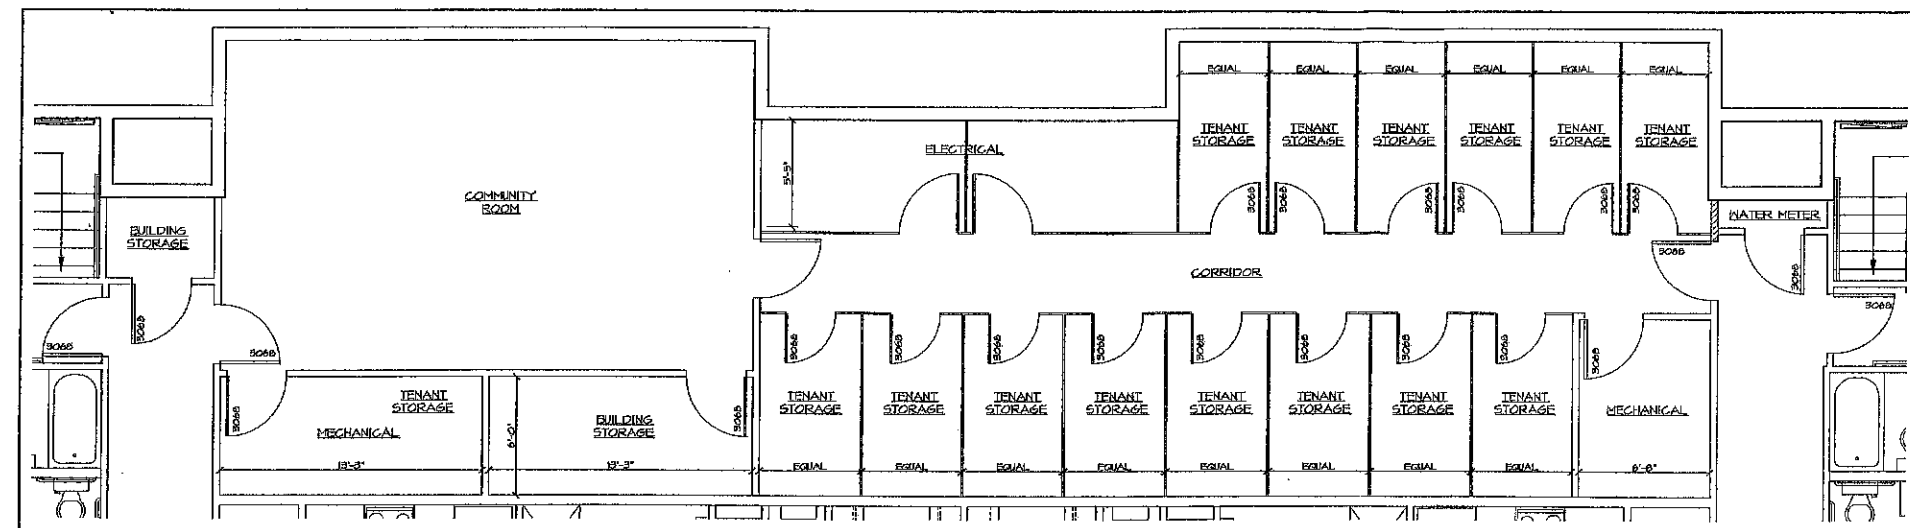 EQUAL EQUAL EQUAL EQUAL EQUAL EQUAL
TENANT STORAGE
TENANT STORAGE
TENANT STORAGE
TENANT STORAGE
TENANT STORAGE
TENANT STORAGE
ELECTRICAL
5'-5"
COMMUNITY
ROOM
3068 3068 3068 3068 3068 3068
WATER METER
BUILDING
STORAGE
3068
3068
CORRIDOR
3068
3068
3068
3068
3068 3068 3068 3068 3068 3068 3068 3068
3068
TENANT
STORAGE
MECHANICAL
3068
13'-3"
6'-0"
BUILDING
STORAGE
3068
13'-3"
TENANT STORAGE
TENANT STORAGE
TENANT STORAGE
TENANT STORAGE
TENANT STORAGE
TENANT STORAGE
TENANT STORAGE
TENANT STORAGE
MECHANICAL
EQUAL EQUAL EQUAL EQUAL EQUAL EQUAL EQUAL EQUAL